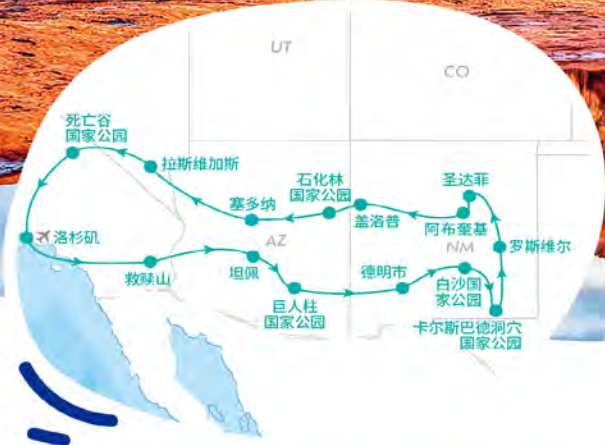 UT
CO
死亡谷
国家公园
拉斯维加斯
塞多纳
石化林
国家公园
盖洛普
圣达菲
阿布奎基
洛杉矶
AZ
NM
罗斯维尔
救赎山
坦佩
巨人柱
国家公园
德明市
白沙国
家公园
卡尔斯巴德洞穴
国家公园